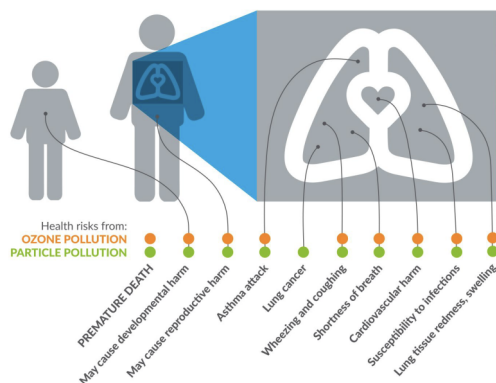 Health risks from:
OZONE POLLUTION
PARTICLE POLLUTION
PREMATURE DEATH
May cause developmental harm
May cause reproductive harm
Asthma attack
Lung cancer
Wheezing and coughing
Shortness of breath
Cardiovascular harm
Susceptibility to infections
Lung tissue redness, swelling